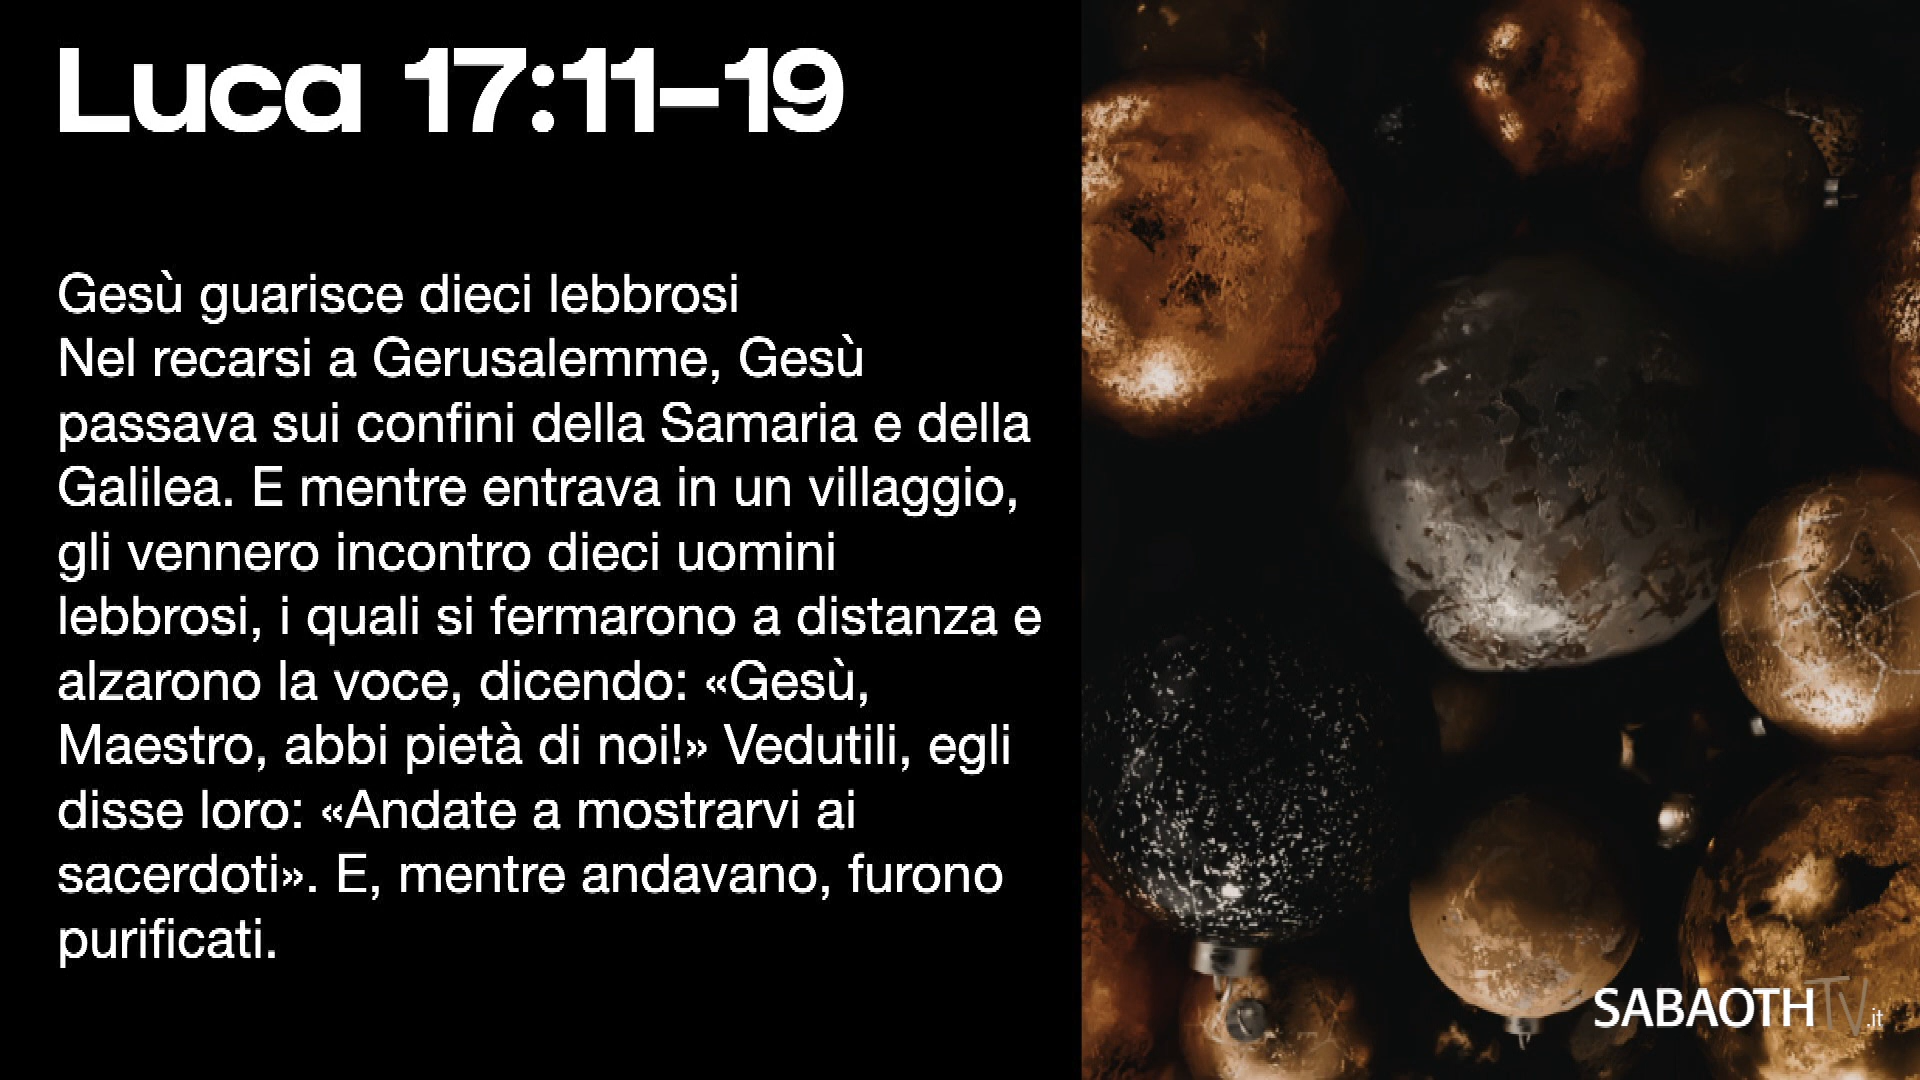 Luca 17:11–19
Gesù guarisce dieci lebbrosi
Nel recarsi a Gerusalemme, Gesù
passava sui confini della Samaria e della
Galilea. E mentre entrava in un villaggio,
gli vennero incontro dieci uomini
lebbrosi, i quali si fermarono a distanza e
alzarono la voce, dicendo: «Gesù,
Maestro, abbi pietà di noi!» Vedutili, egli
disse loro: «Andate a mostrarvi ai
sacerdoti». E, mentre andavano, furono
purificati.
SABAOTHTV.it